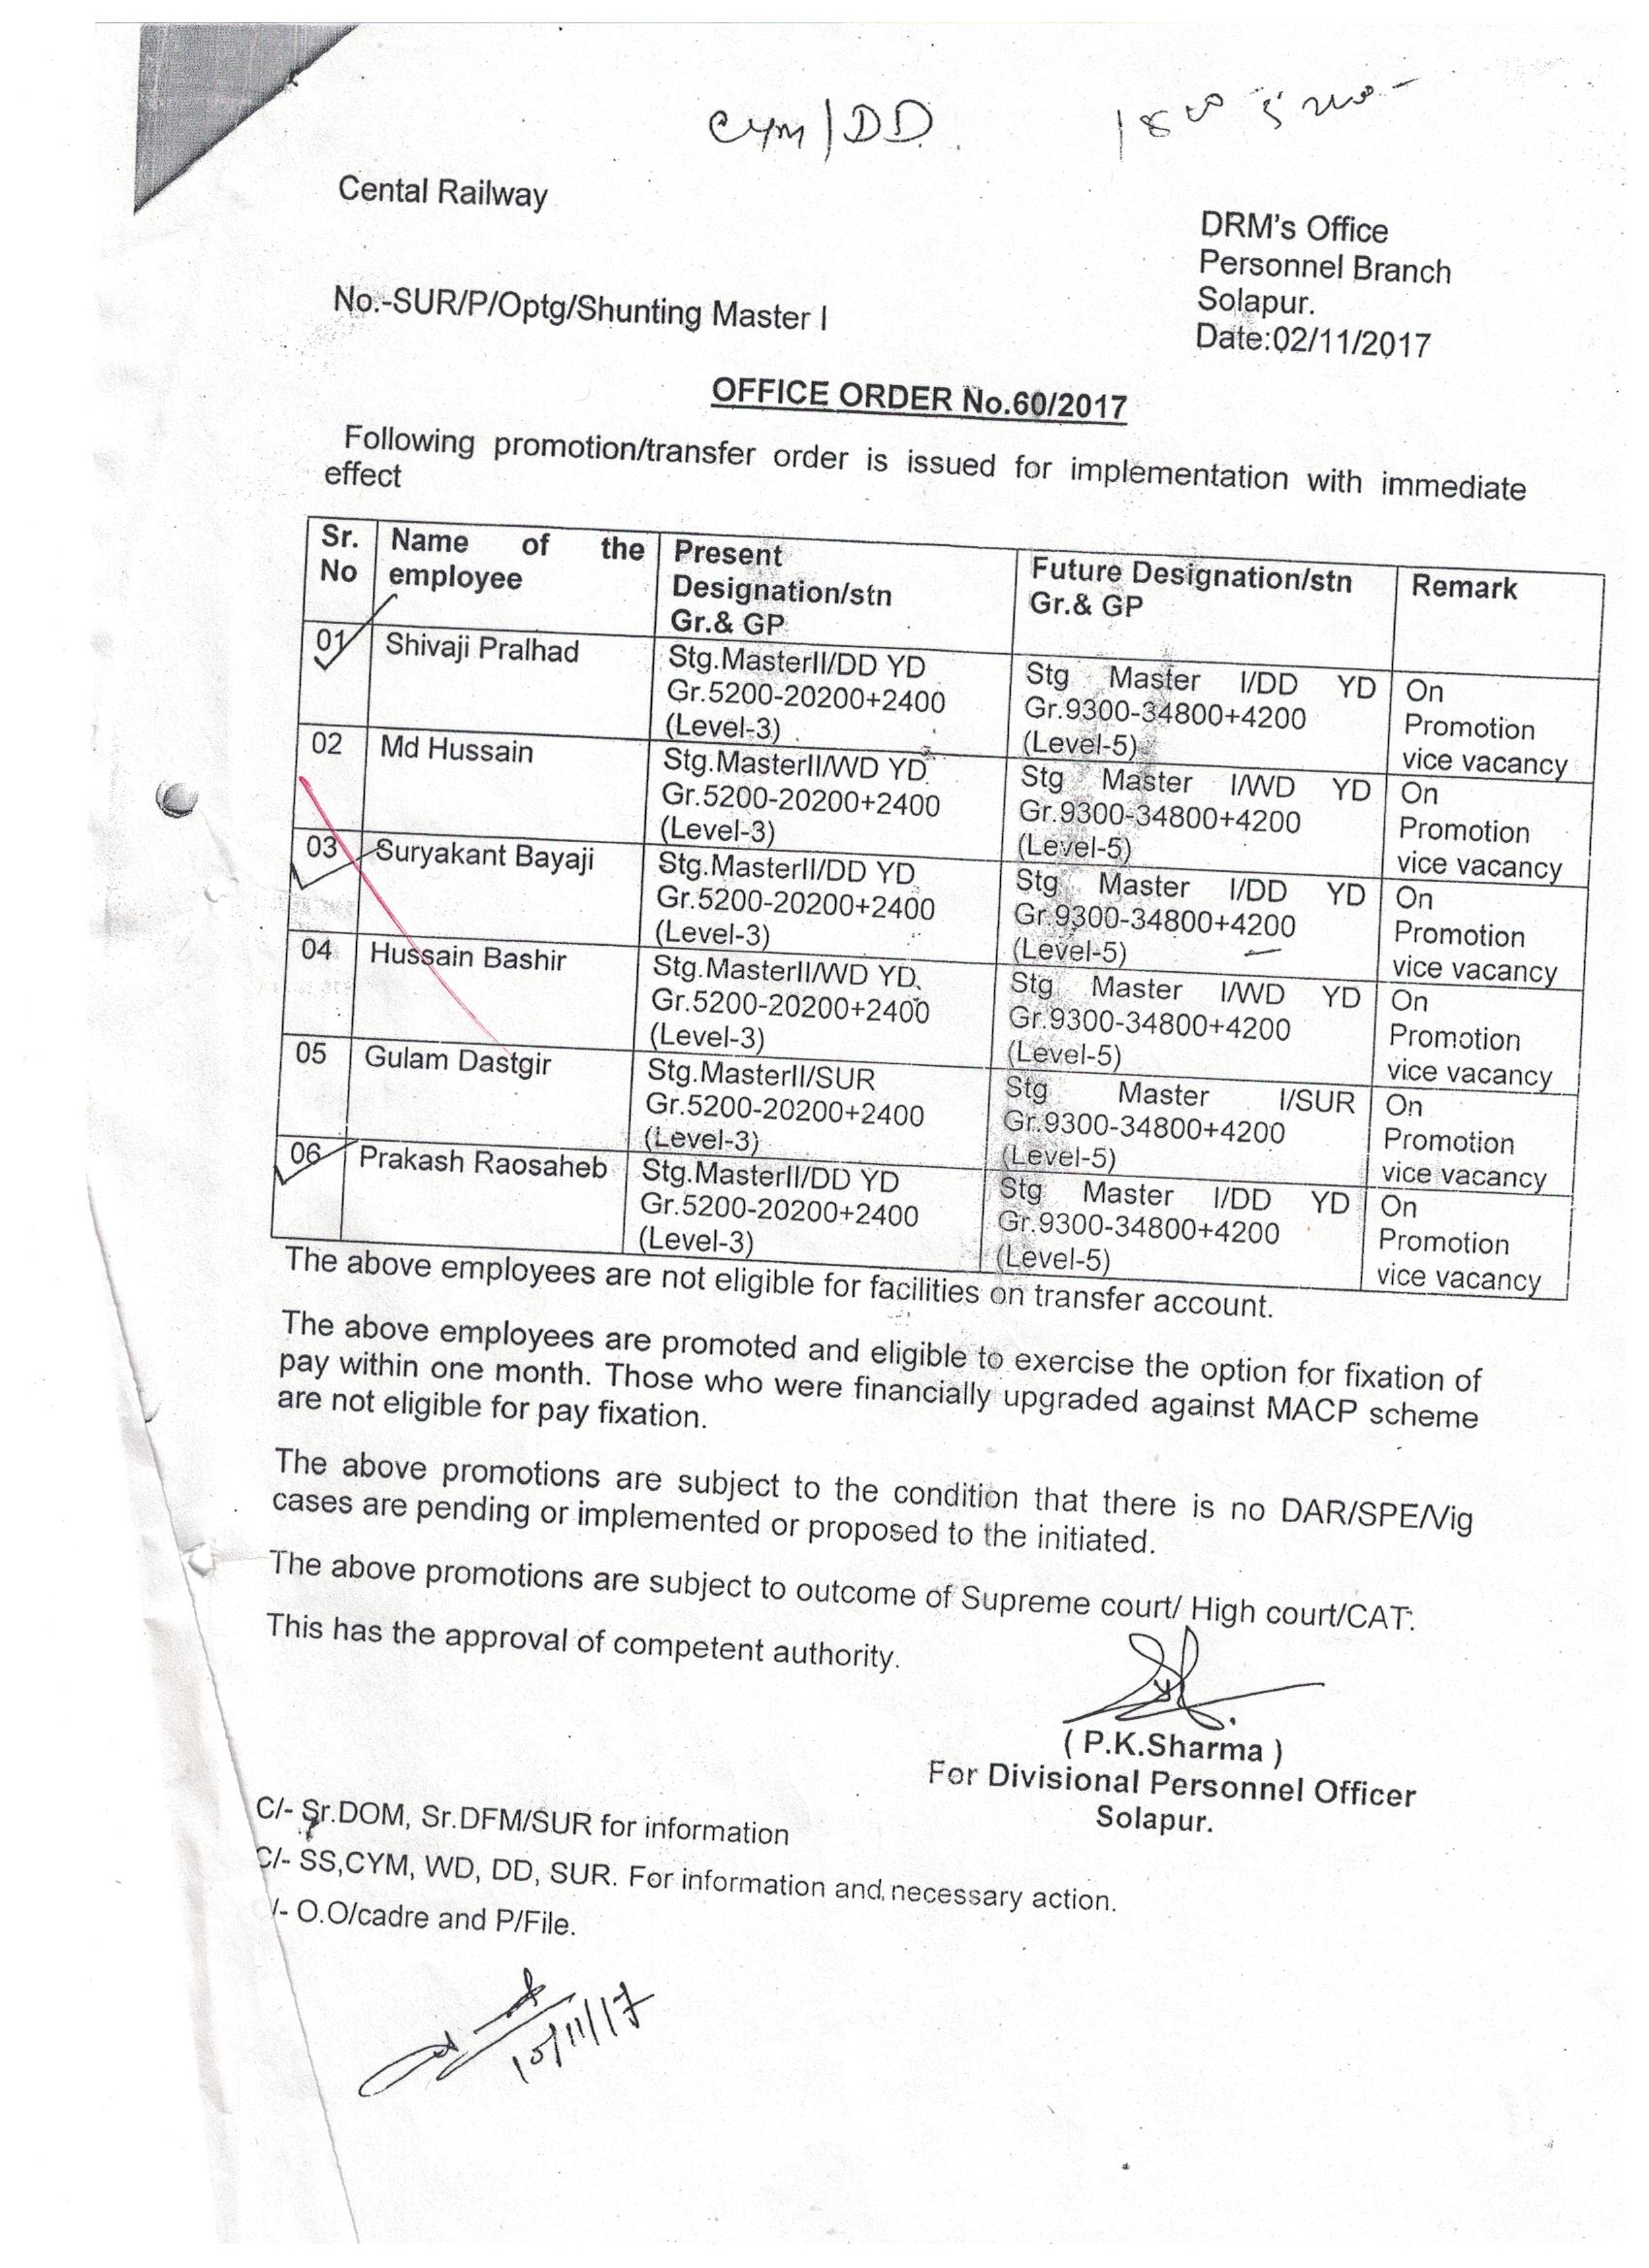 CYM/DD.
Cental Railway
DRM's Office
Personnel Branch
Solapur.
Date:02/11/2017
No.-SUR/P/Optg/Shunting Master I
OFFICE ORDER No.60/2017
Following promotion/transfer order is issued for implementation with immediate
effect
Sr. No | Name of the employee | Present Designation/stn Gr.& GP | Future Designation/stn Gr.& GP | Remark
01 | Shivaji Pralhad | Stg.MasterII/DD YD Gr.5200-20200+2400 (Level-3) | Stg Master I/DD YD Gr.9300-34800+4200 (Level-5) | On Promotion vice vacancy
02 | Md Hussain | Stg.MasterII/WD YD Gr.5200-20200+2400 (Level-3) | Stg Master I/WD YD Gr.9300-34800+4200 (Level-5) | On Promotion vice vacancy
03 | Suryakant Bayaji | Stg.MasterII/DD YD Gr.5200-20200+2400 (Level-3) | Stg Master I/DD YD Gr.9300-34800+4200 (Level-5) | On Promotion vice vacancy
04 | Hussain Bashir | Stg.MasterII/WD YD Gr.5200-20200+2400 (Level-3) | Stg Master I/WD YD Gr.9300-34800+4200 (Level-5) | On Promotion vice vacancy
05 | Gulam Dastgir | Stg.MasterII/SUR Gr.5200-20200+2400 (Level-3) | Stg Master I/SUR Gr.9300-34800+4200 (Level-5) | On Promotion vice vacancy
06 | Prakash Raosaheb | Stg.MasterII/DD YD Gr.5200-20200+2400 (Level-3) | Stg Master I/DD YD Gr.9300-34800+4200 (Level-5) | On Promotion vice vacancy
The above employees are not eligible for facilities on transfer account.
The above employees are promoted and eligible to exercise the option for fixation of
pay within one month. Those who were financially upgraded against MACP scheme
are not eligible for pay fixation.
The above promotions are subject to the condition that there is no DAR/SPE/Vig
cases are pending or implemented or proposed to the initiated.
The above promotions are subject to outcome of Supreme court/ High court/CAT.
This has the approval of competent authority.
( P.K.Sharma )
For Divisional Personnel Officer
Solapur.
C/- Sr.DOM, Sr.DFM/SUR for information
C/- SS,CYM, WD, DD, SUR. For information and necessary action.
/- O.O/cadre and P/File.
15/11/17